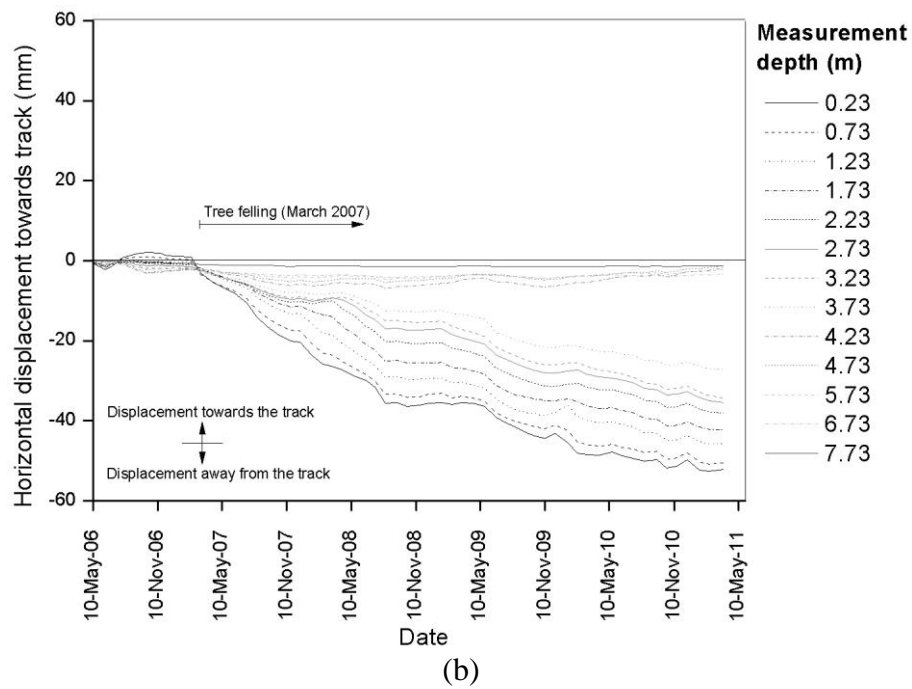 Horizontal displacement towards track (mm)
60
40
20
0
-20
-40
-60
Tree felling (March 2007)
Displacement towards the track
Displacement away from the track
10-May-06
10-Nov-06
10-May-07
10-Nov-07
10-May-08
10-Nov-08
10-May-09
10-Nov-09
10-May-10
10-Nov-10
10-May-11
Date
Measurement
depth (m)
0.23
0.73
1.23
1.73
2.23
2.73
3.23
3.73
4.23
4.73
5.73
6.73
7.73
(b)